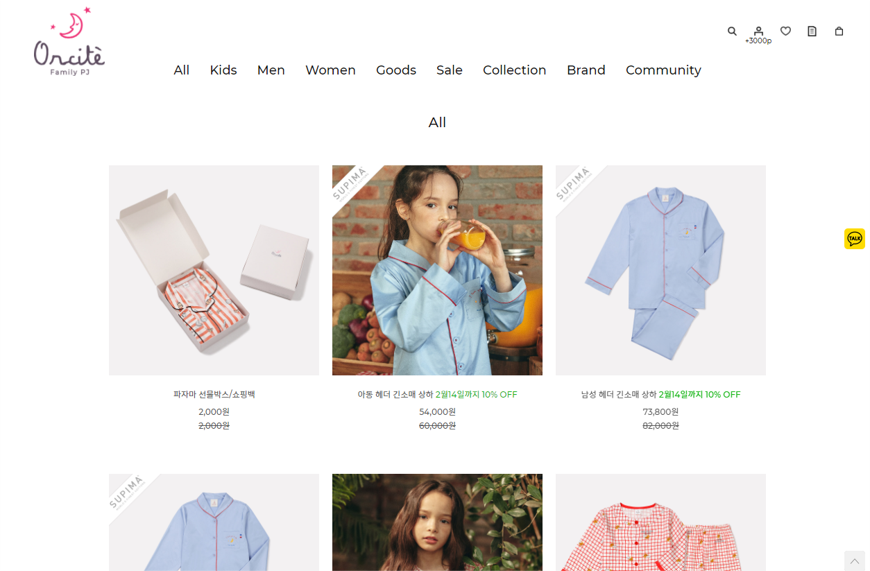 Orcitè
Family PJ
+3000p
All
Kids
Men
Women
Goods
Sale
Collection
Brand
Community
All
SUPIMA
SUPIMA
TALK
파자마 선물박스/쇼핑백
2,000원
2,000원
아동 헤더 긴소매 상하 2월14일까지 10% OFF
54,000원
60,000원
남성 헤더 긴소매 상하 2월14일까지 10% OFF
73,800원
82,000원
SUPIMA